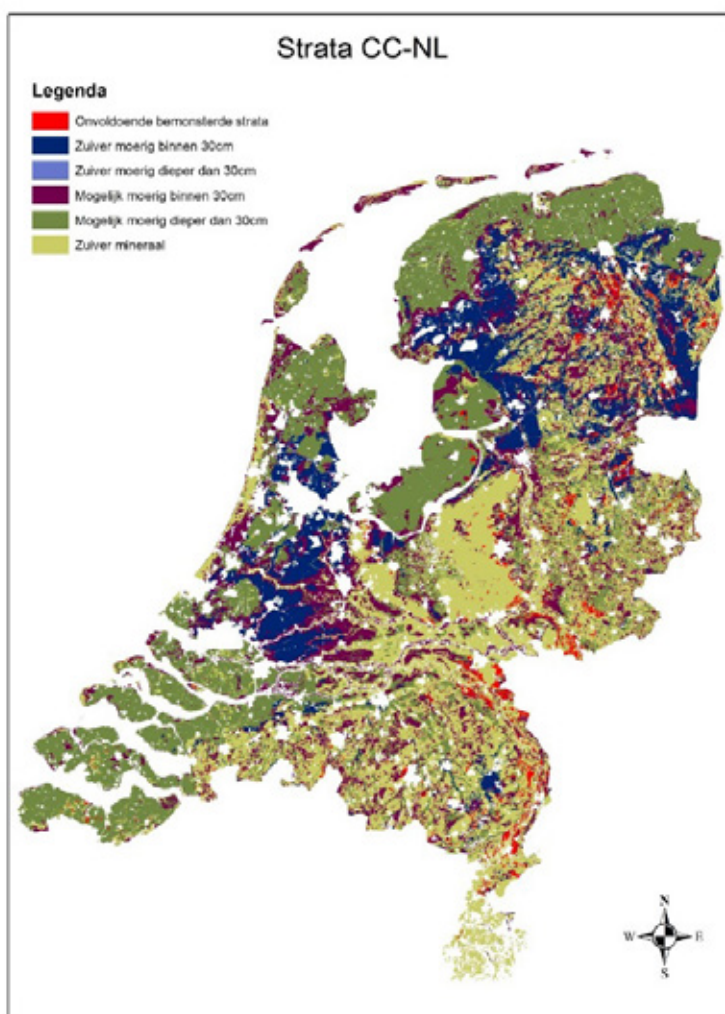 Strata CC-NL
Legenda
Onvoldoende bemonsterde strata
Zuiver moerig binnen 30cm
Zuiver moerig dieper dan 30cm
Mogelijk moerig binnen 30cm
Mogelijk moerig dieper dan 30cm
Zuiver mineraal
N
W E
S